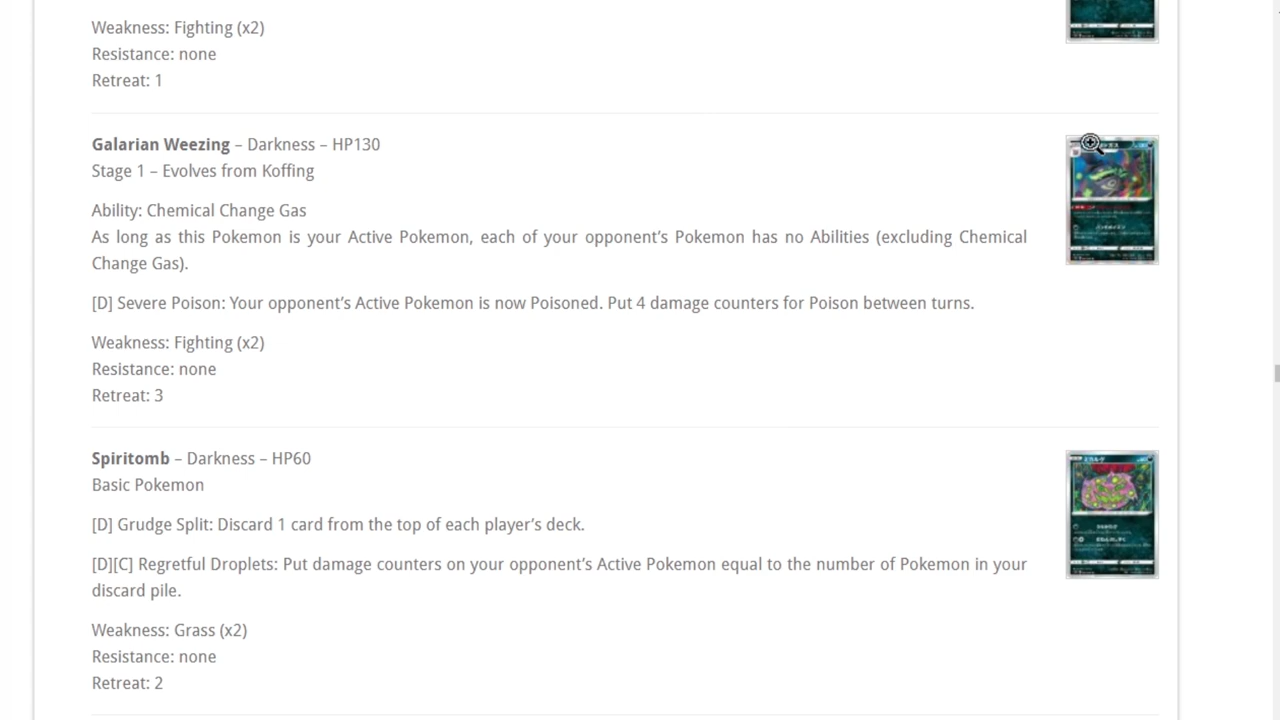 Weakness: Fighting (x2)
Resistance: none
Retreat: 1
Galarian Weezing – Darkness – HP130
Stage 1 – Evolves from Koffing
Ability: Chemical Change Gas
As long as this Pokemon is your Active Pokemon, each of your opponent’s Pokemon has no Abilities (excluding Chemical
Change Gas).
[D] Severe Poison: Your opponent’s Active Pokemon is now Poisoned. Put 4 damage counters for Poison between turns.
Weakness: Fighting (x2)
Resistance: none
Retreat: 3
Spiritomb – Darkness – HP60
Basic Pokemon
[D] Grudge Split: Discard 1 card from the top of each player’s deck.
[D][C] Regretful Droplets: Put damage counters on your opponent’s Active Pokemon equal to the number of Pokemon in your
discard pile.
Weakness: Grass (x2)
Resistance: none
Retreat: 2